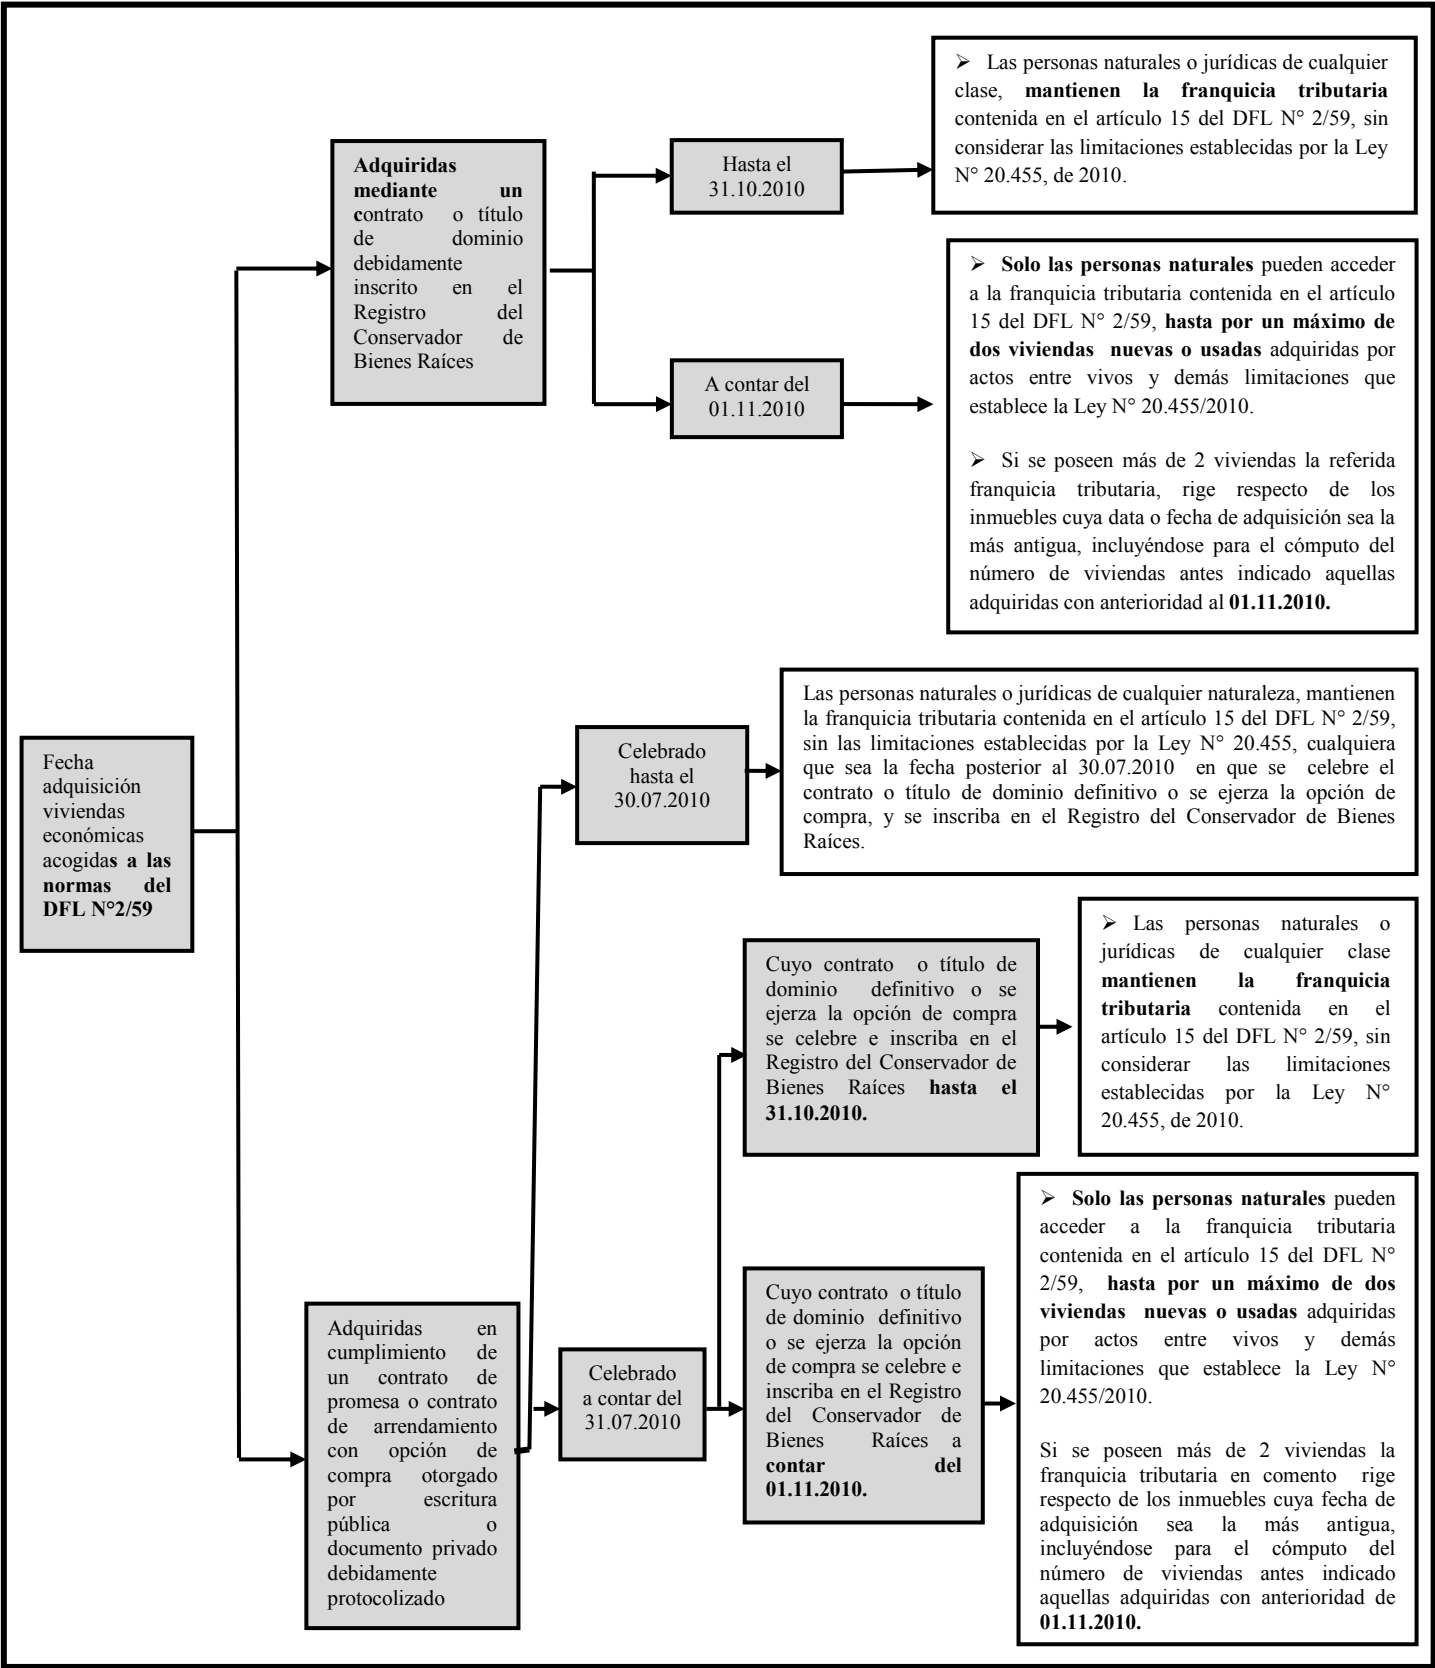 Fecha
adquisición
viviendas
económicas
acogidas a las
normas del
DFL N°2/59
Adquiridas
mediante un
contrato o título
de dominio
debidamente
inscrito en el
Registro del
Conservador de
Bienes Raíces
Hasta el
31.10.2010
➢ Las personas naturales o jurídicas de cualquier
clase, mantienen la franquicia tributaria
contenida en el artículo 15 del DFL N° 2/59, sin
considerar las limitaciones establecidas por la Ley
N° 20.455, de 2010.
A contar del
01.11.2010
➢ Solo las personas naturales pueden acceder
a la franquicia tributaria contenida en el artículo
15 del DFL N° 2/59, hasta por un máximo de
dos viviendas nuevas o usadas adquiridas por
actos entre vivos y demás limitaciones que
establece la Ley N° 20.455/2010.
➢ Si se poseen más de 2 viviendas la referida
franquicia tributaria, rige respecto de los
inmuebles cuya data o fecha de adquisición sea la
más antigua, incluyéndose para el cómputo del
número de viviendas antes indicado aquellas
adquiridas con anterioridad al 01.11.2010.
Adquiridas en
cumplimiento de
un contrato de
promesa o contrato
de arrendamiento
con opción de
compra otorgado
por escritura
pública o
documento privado
debidamente
protocolizado
Celebrado
hasta el
30.07.2010
Las personas naturales o jurídicas de cualquier naturaleza, mantienen
la franquicia tributaria contenida en el artículo 15 del DFL N° 2/59,
sin las limitaciones establecidas por la Ley N° 20.455, cualquiera
que sea la fecha posterior al 30.07.2010 en que se celebre el
contrato o título de dominio definitivo o se ejerza la opción de
compra, y se inscriba en el Registro del Conservador de Bienes
Raíces.
Celebrado
a contar del
31.07.2010
Cuyo contrato o título de
dominio definitivo o se
ejerza la opción de compra
se celebre e inscriba en el
Registro del Conservador de
Bienes Raíces hasta el
31.10.2010.
➢ Las personas naturales o
jurídicas de cualquier clase
mantienen la franquicia
tributaria contenida en el
artículo 15 del DFL N° 2/59, sin
considerar las limitaciones
establecidas por la Ley N°
20.455, de 2010.
Cuyo contrato o título
de dominio definitivo
o se ejerza la opción
de compra se celebre e
inscriba en el Registro
del Conservador de
Bienes Raíces a
contar del
01.11.2010.
➢ Solo las personas naturales pueden
acceder a la franquicia tributaria
contenida en el artículo 15 del DFL N°
2/59, hasta por un máximo de dos
viviendas nuevas o usadas adquiridas
por actos entre vivos y demás
limitaciones que establece la Ley N°
20.455/2010.
Si se poseen más de 2 viviendas la
franquicia tributaria en comento rige
respecto de los inmuebles cuya fecha de
adquisición sea la más antigua,
incluyéndose para el cómputo del
número de viviendas antes indicado
aquellas adquiridas con anterioridad de
01.11.2010.